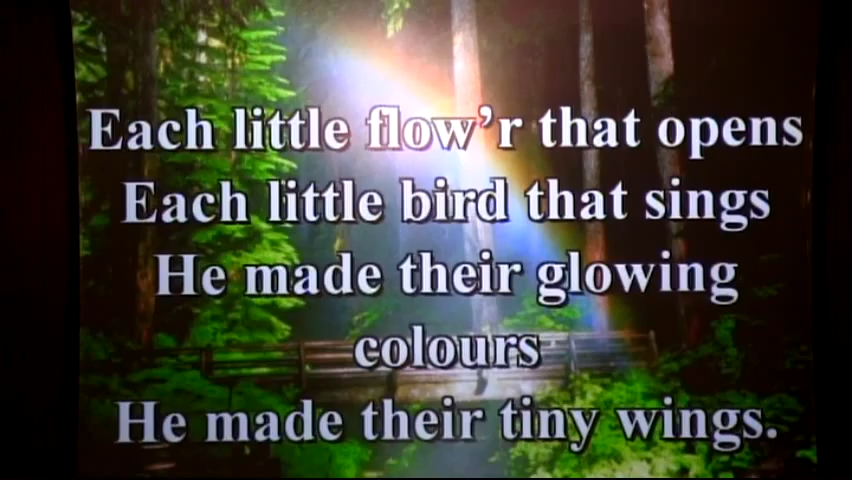 Each little flow'r that opens
Each little bird that sings
He made their glowing
colours
He made their tiny wings.